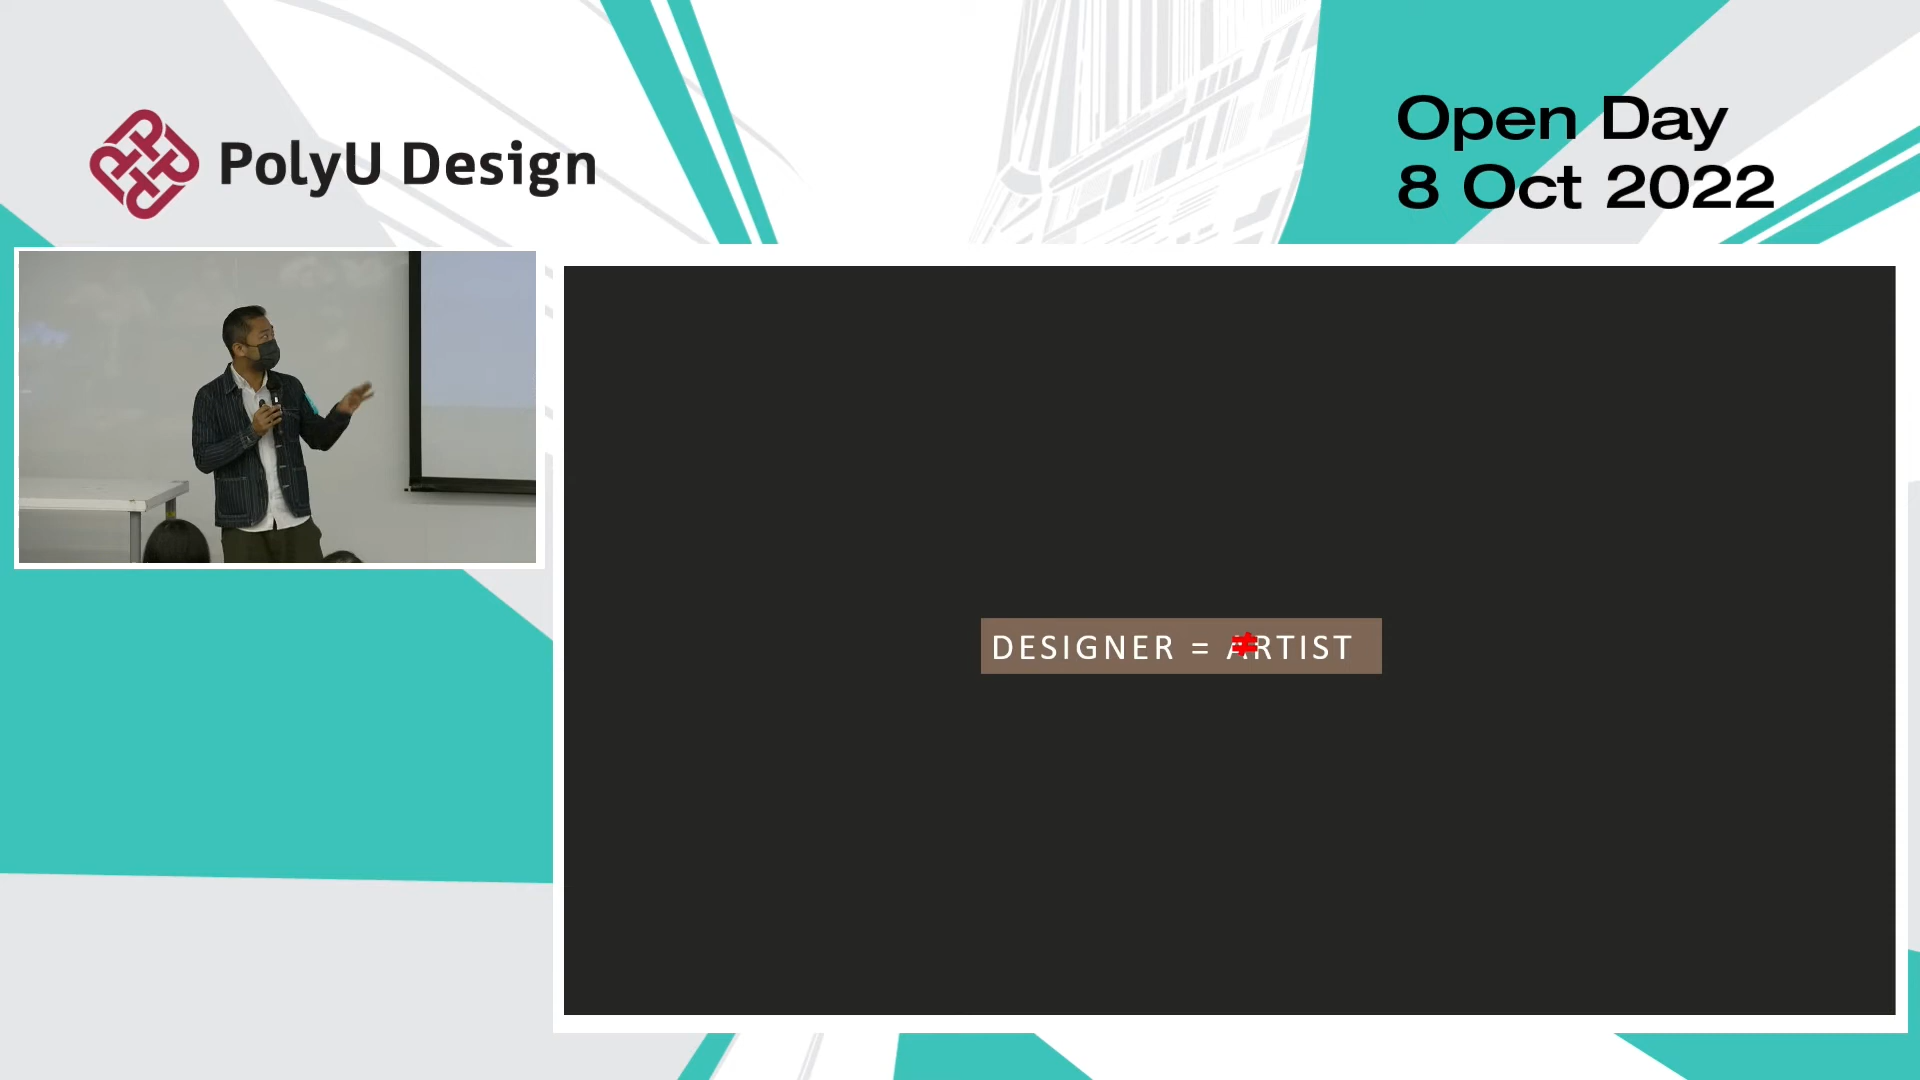 PolyU Design
Open Day
8 Oct 2022
DESIGNER = ≠ARTIST